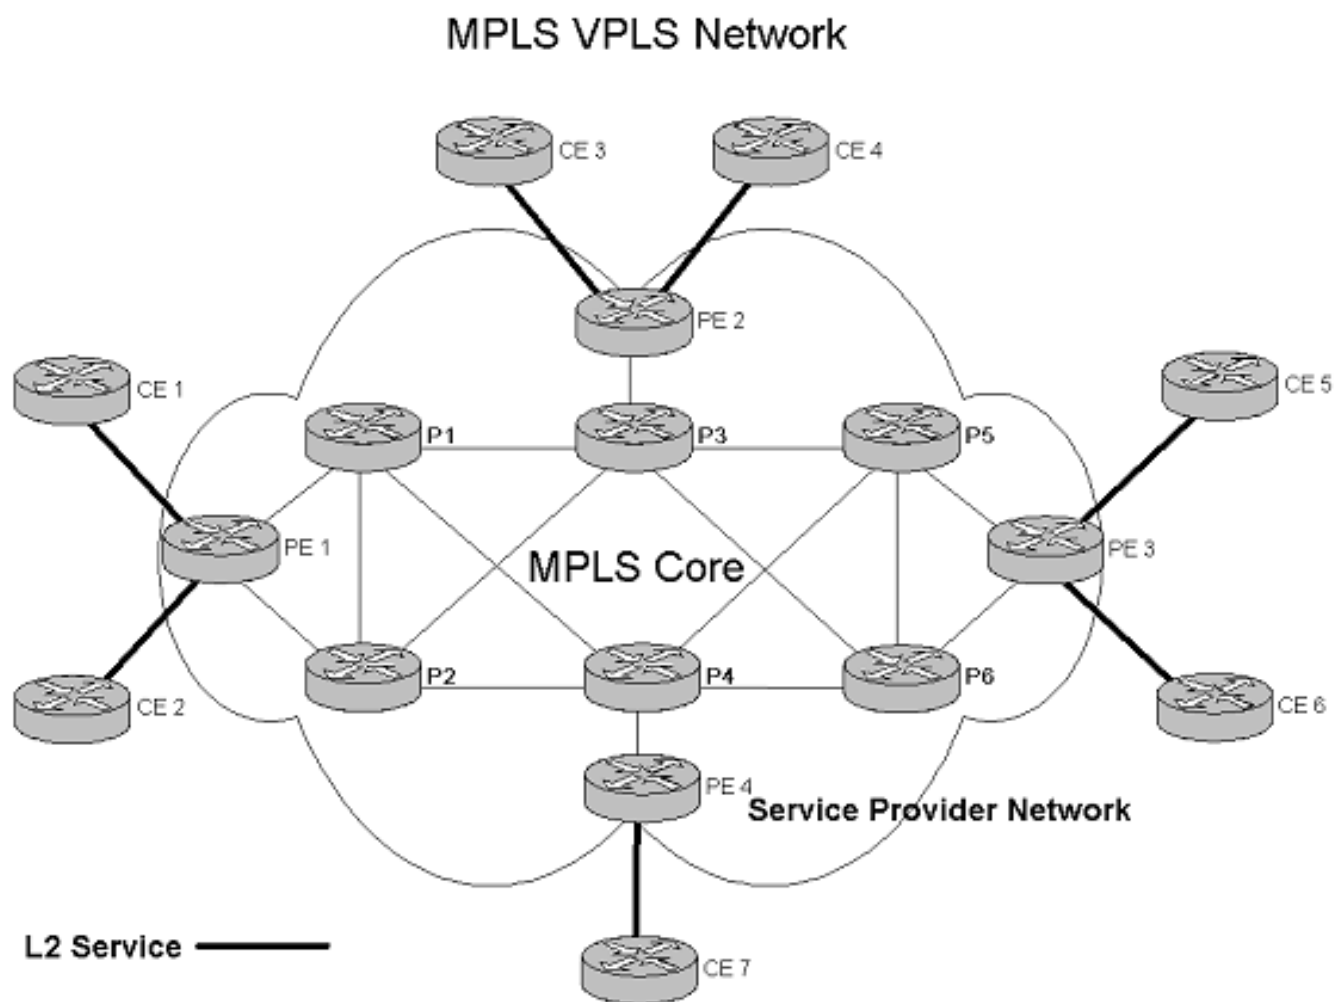 MPLS VPLS Network
CE 3
CE 4
PE 2
CE 1
CE 5
P1
P3
P5
PE 1
MPLS Core
PE 3
P2
P4
P6
CE 2
CE 6
PE 4
Service Provider Network
L2 Service
CE 7